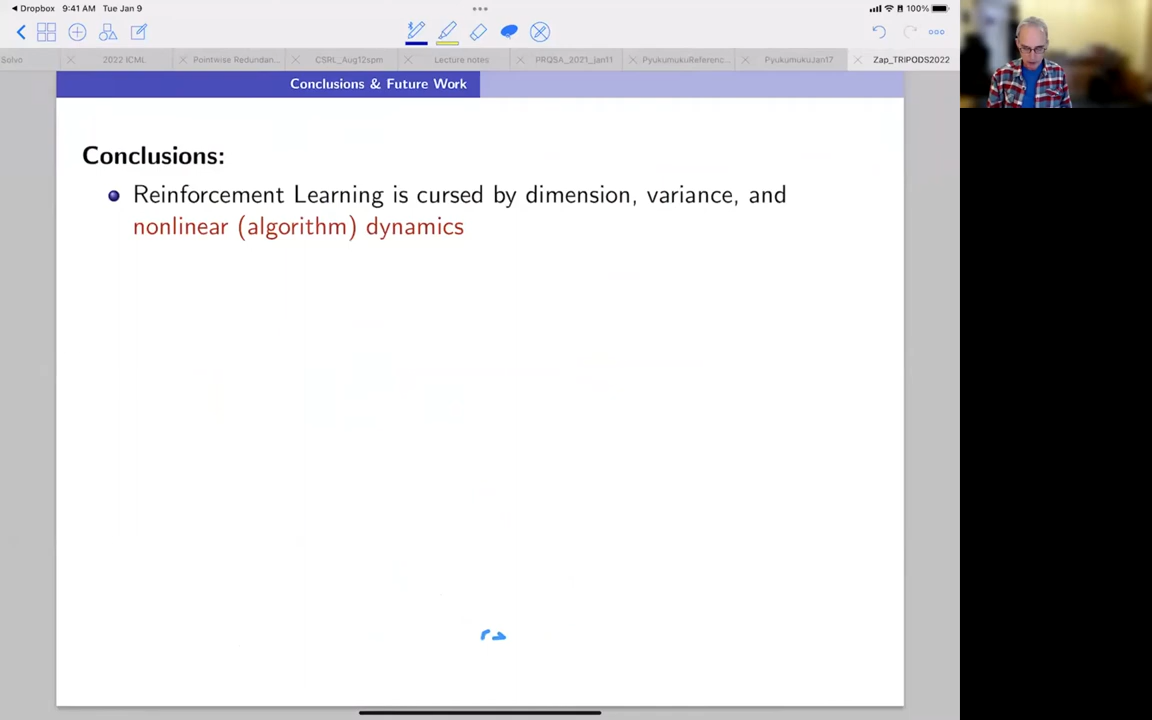 Dropbox 9:41 AM Tue Jan 9 100%
Solvo 2022 ICML Pointwise Redundan... CSRL_Aug12spm Lecture notes PRQSA_2021_jan11 PyukumukuReferenc... PyukumukuJan17 Zap_TRIPODS2022
Conclusions & Future Work
Conclusions:
Reinforcement Learning is cursed by dimension, variance, and
nonlinear (algorithm) dynamics